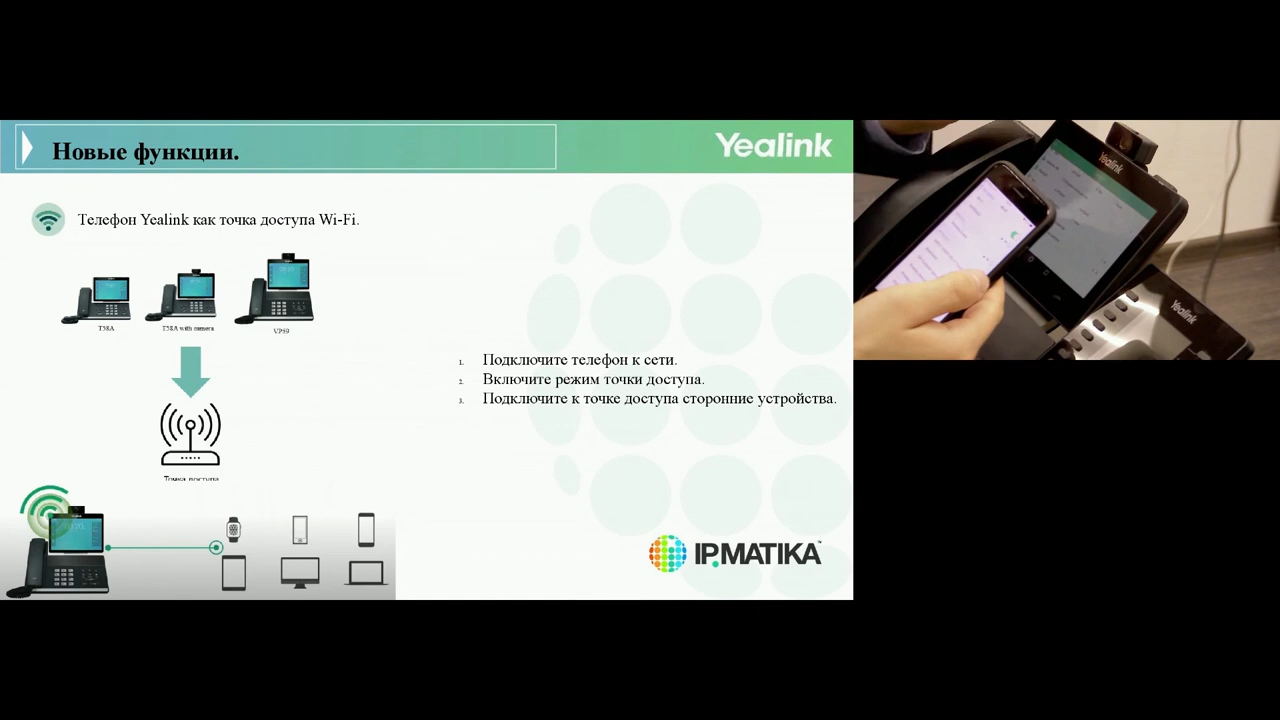 Новые функции.
Yealink
Телефон Yealink как точка доступа Wi-Fi.
T58A
T58A with camera
VP59
1. Подключите телефон к сети.
2. Включите режим точки доступа.
3. Подключите к точке доступа сторонние устройства.
Точка доступа
IPMATIKA™
Yealink
Yealink